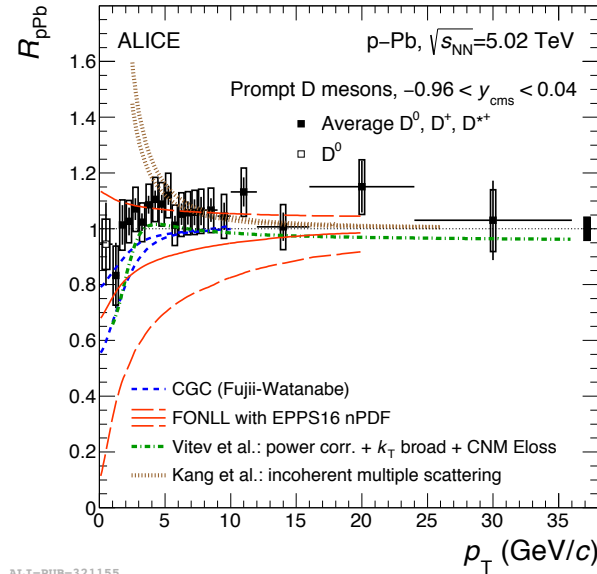 R_pPb
ALICE
p−Pb, √s_NN=5.02 TeV
Prompt D mesons, −0.96 < y_cms < 0.04
Average D⁰, D⁺, D*⁺
D⁰
CGC (Fujii-Watanabe)
FONLL with EPPS16 nPDF
Vitev et al.: power corr. + k_T broad + CNM Eloss
Kang et al.: incoherent multiple scattering
1.6
1.4
1.2
1
0.8
0.6
0.4
0.2
0
0 5 10 15 20 25 30 35
p_T (GeV/c)
ALI-PUB-321155